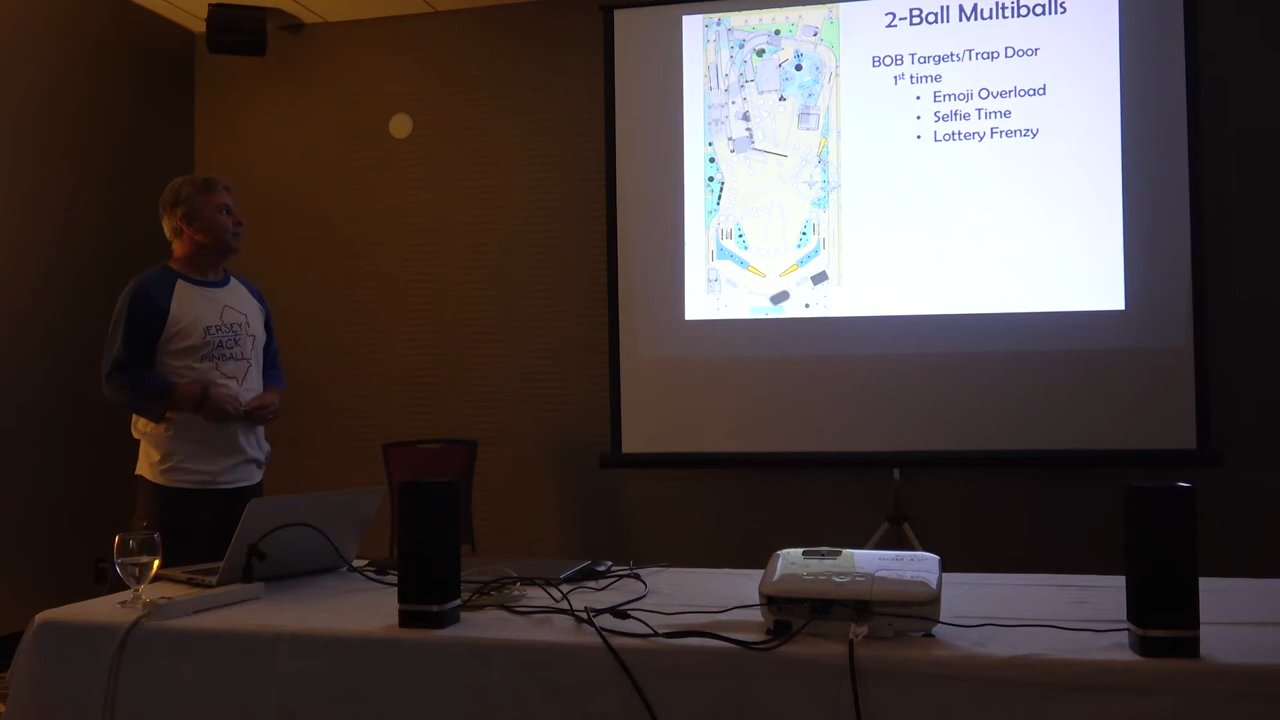 2-Ball Multiballs
BOB Targets/Trap Door
1st time
• Emoji Overload
• Selfie Time
• Lottery Frenzy
JERSEY
JACK
PINBALL